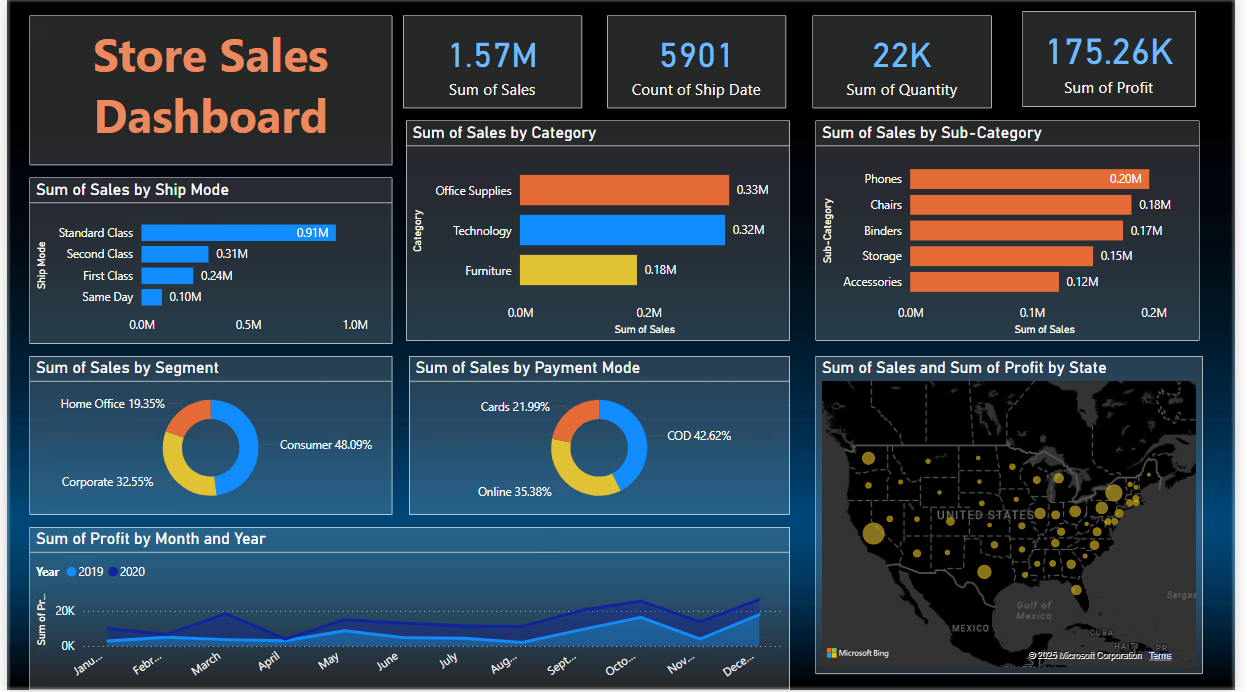 Store Sales
Dashboard
1.57M
Sum of Sales
5901
Count of Ship Date
22K
Sum of Quantity
175.26K
Sum of Profit
Sum of Sales by Ship Mode
Ship Mode
Standard Class 0.91M
Second Class 0.31M
First Class 0.24M
Same Day 0.10M
0.0M 0.5M 1.0M
Sum of Sales by Category
Category
Office Supplies 0.33M
Technology 0.32M
Furniture 0.18M
0.0M 0.2M
Sum of Sales
Sum of Sales by Sub-Category
Sub-Category
Phones 0.20M
Chairs 0.18M
Binders 0.17M
Storage 0.15M
Accessories 0.12M
0.0M 0.1M 0.2M
Sum of Sales
Sum of Sales by Segment
Home Office 19.35%
Consumer 48.09%
Corporate 32.55%
Sum of Sales by Payment Mode
Cards 21.99%
COD 42.62%
Online 35.38%
Sum of Sales and Sum of Profit by State
UNITED STATES
Gulf of
Mexico
Sargas
MEXICO
CUBA
HAITI
PR
Microsoft Bing
© 2025 Microsoft Corporation Terms
Sum of Profit by Month and Year
Year 2019 2020
Sum of Pr...
20K
0K
Janu... Febr... March April May June July Aug... Sept... Octo... Nov... Dece...